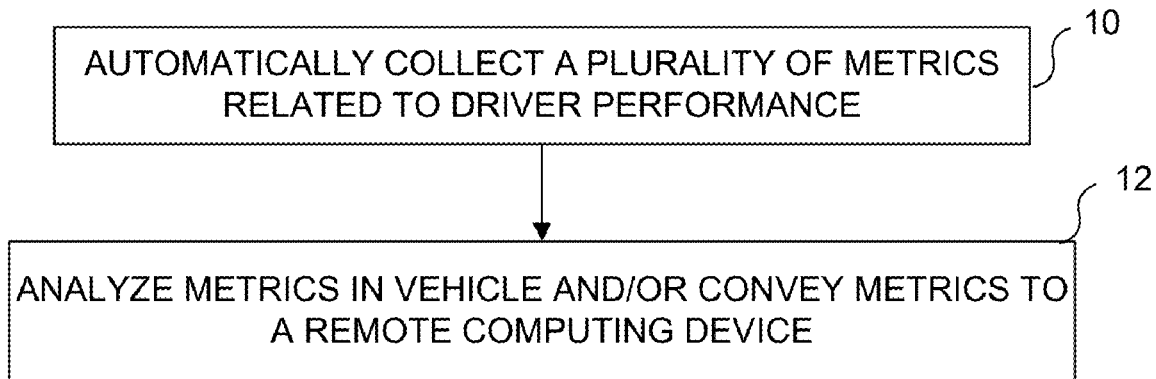 10
AUTOMATICALLY COLLECT A PLURALITY OF METRICS
RELATED TO DRIVER PERFORMANCE
12
ANALYZE METRICS IN VEHICLE AND/OR CONVEY METRICS TO
A REMOTE COMPUTING DEVICE